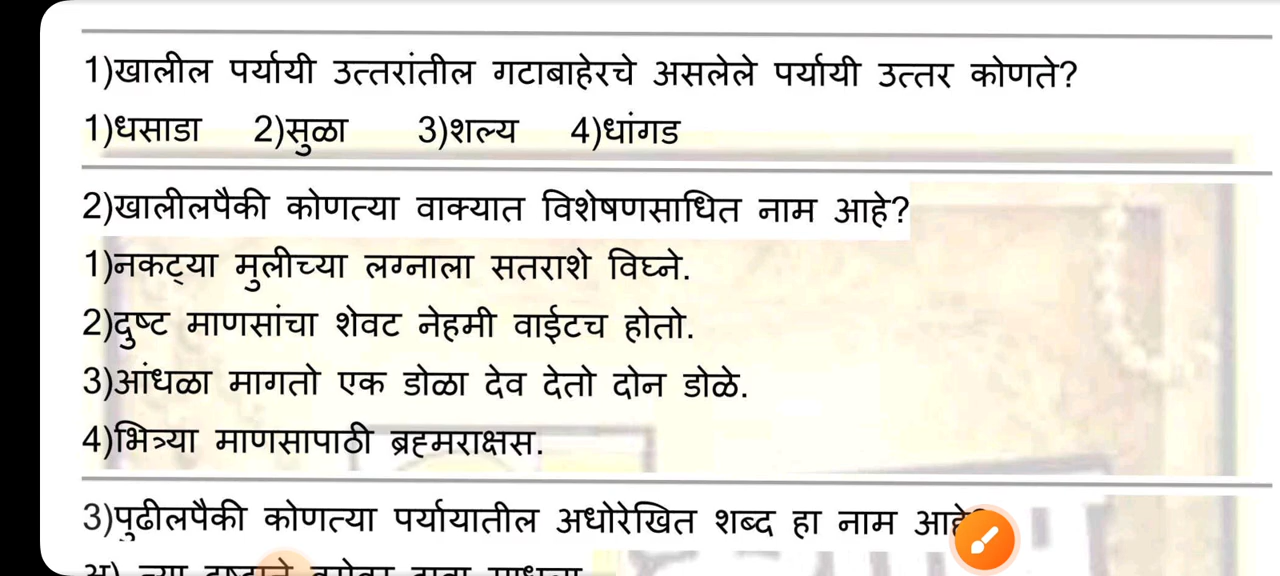 1)खालील पर्यायी उत्तरांतील गटाबाहेरचे असलेले पर्यायी उत्तर कोणते?
1)धसाडा 2)सुळा 3)शल्य 4)धांगड
2)खालीलपैकी कोणत्या वाक्यात विशेषणसाधित नाम आहे?
1)नकट्या मुलीच्या लग्नाला सतराशे विघ्ने.
2)दुष्ट माणसांचा शेवट नेहमी वाईटच होतो.
3)आंधळा मागतो एक डोळा देव देतो दोन डोळे.
4)भित्र्या माणसापाठी ब्रह्मराक्षस.
3)पुढीलपैकी कोणत्या पर्यायातील अधोरेखित शब्द हा नाम आहे?